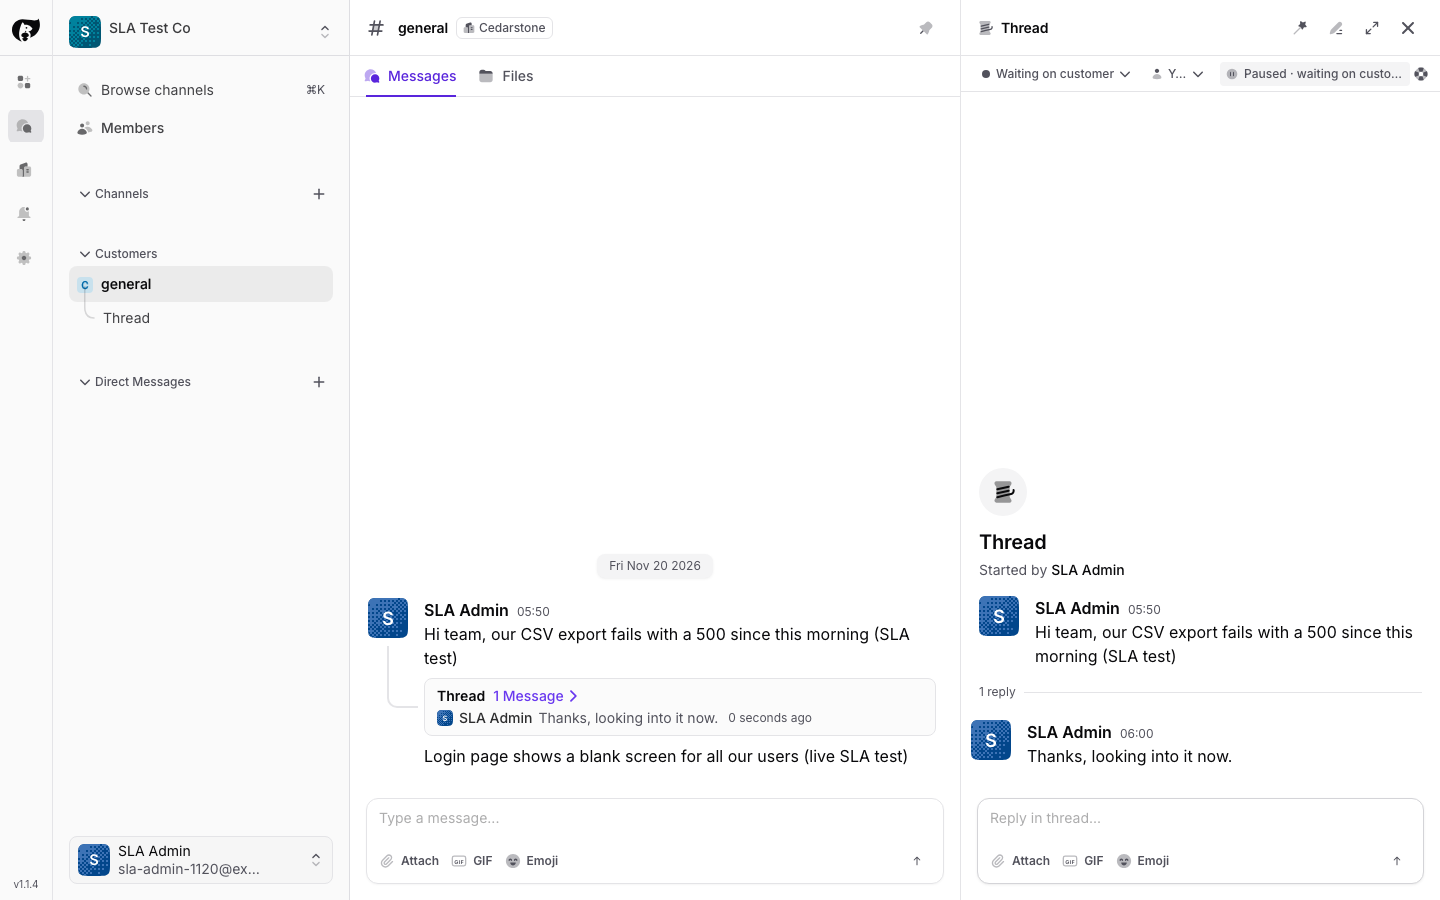 SLA Test Co
Browse channels ⌘K
Members
Channels
Customers
C general
Thread
Direct Messages
S SLA Admin
sla-admin-1120@ex...
v1.1.4
# general Cedarstone
Messages Files
Fri Nov 20 2026
SLA Admin 05:50
Hi team, our CSV export fails with a 500 since this morning (SLA
test)
Thread 1 Message
SLA Admin Thanks, looking into it now. 0 seconds ago
Login page shows a blank screen for all our users (live SLA test)
Type a message...
Attach GIF GIF Emoji
Thread
Waiting on customer Y... Paused · waiting on custo...
Thread
Started by SLA Admin
S SLA Admin 05:50
Hi team, our CSV export fails with a 500 since this
morning (SLA test)
1 reply
S SLA Admin 06:00
Thanks, looking into it now.
Reply in thread...
Attach GIF GIF Emoji